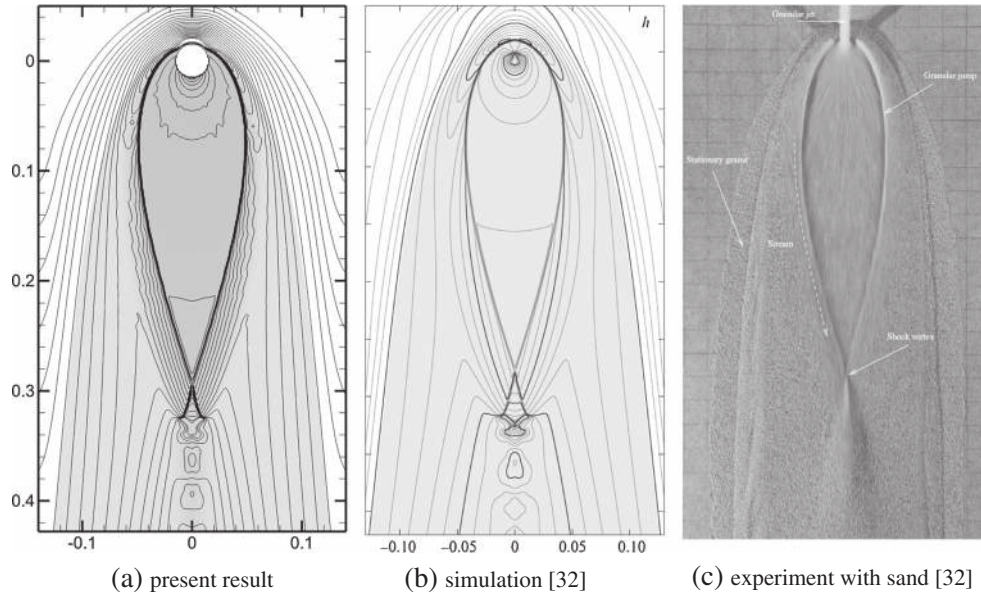 0
0.1
0.2
0.3
0.4
-0.1 0 0.1
(a) present result
h
−0.10 −0.05 0 0.05 0.10
(b) simulation [32]
Granular jet
Granular jump
Stationary grains
Stream
Shock vortex
(c) experiment with sand [32]